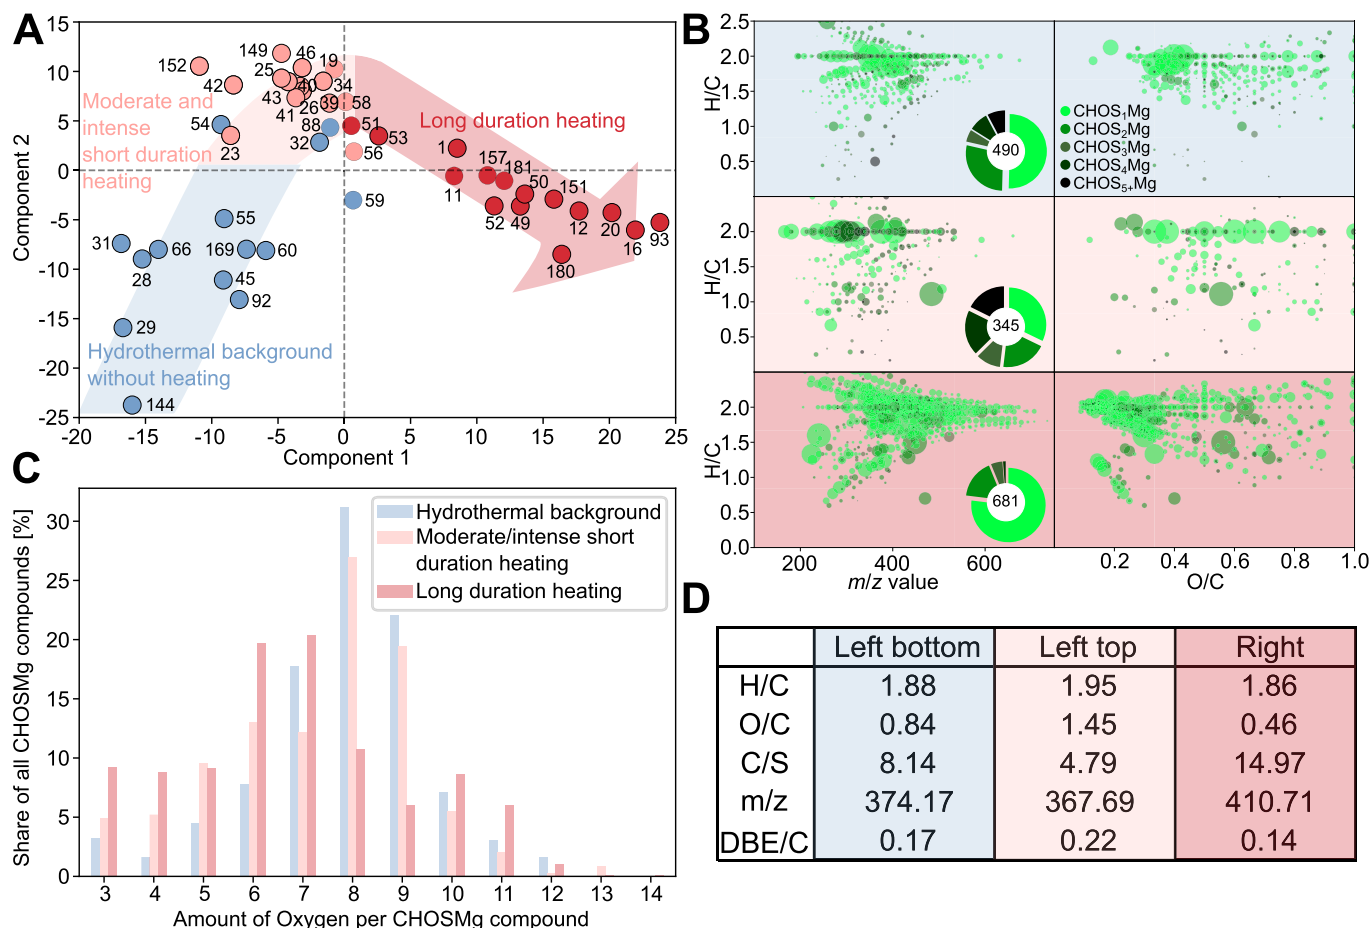 A
15
10
5
0
-5
-10
-15
-20
-25
Component 2
-20
-15
-10
-5
0
5
10
15
20
25
Component 1
149
46
19
152
25
42
40
34
43
41
26
39
58
54
88
51
53
23
32
56
59
1
157
181
11
50
151
52
49
12
20
16
93
180
55
31
66
169
60
28
45
92
29
144
Moderate and
intense
short duration
heating
Long duration heating
Hydrothermal background
without heating
B
2.5
2.0
1.5
1.0
0.5
H/C
490
CHOS1Mg
CHOS2Mg
CHOS3Mg
CHOS4Mg
CHOS5+Mg
2.0
1.5
1.0
0.5
H/C
345
2.0
1.5
1.0
0.5
0.0
H/C
681
200
400
600
m/z value
0.2
0.4
0.6
0.8
1.0
O/C
C
Share of all CHOSMg compounds [%]
30
25
20
15
10
5
0
Hydrothermal background
Moderate/intense short
duration heating
Long duration heating
3 4 5 6 7 8 9 10 11 12 13 14
Amount of Oxygen per CHOSMg compound
D
Left bottom Left top Right
H/C 1.88 1.95 1.86
O/C 0.84 1.45 0.46
C/S 8.14 4.79 14.97
m/z 374.17 367.69 410.71
DBE/C 0.17 0.22 0.14